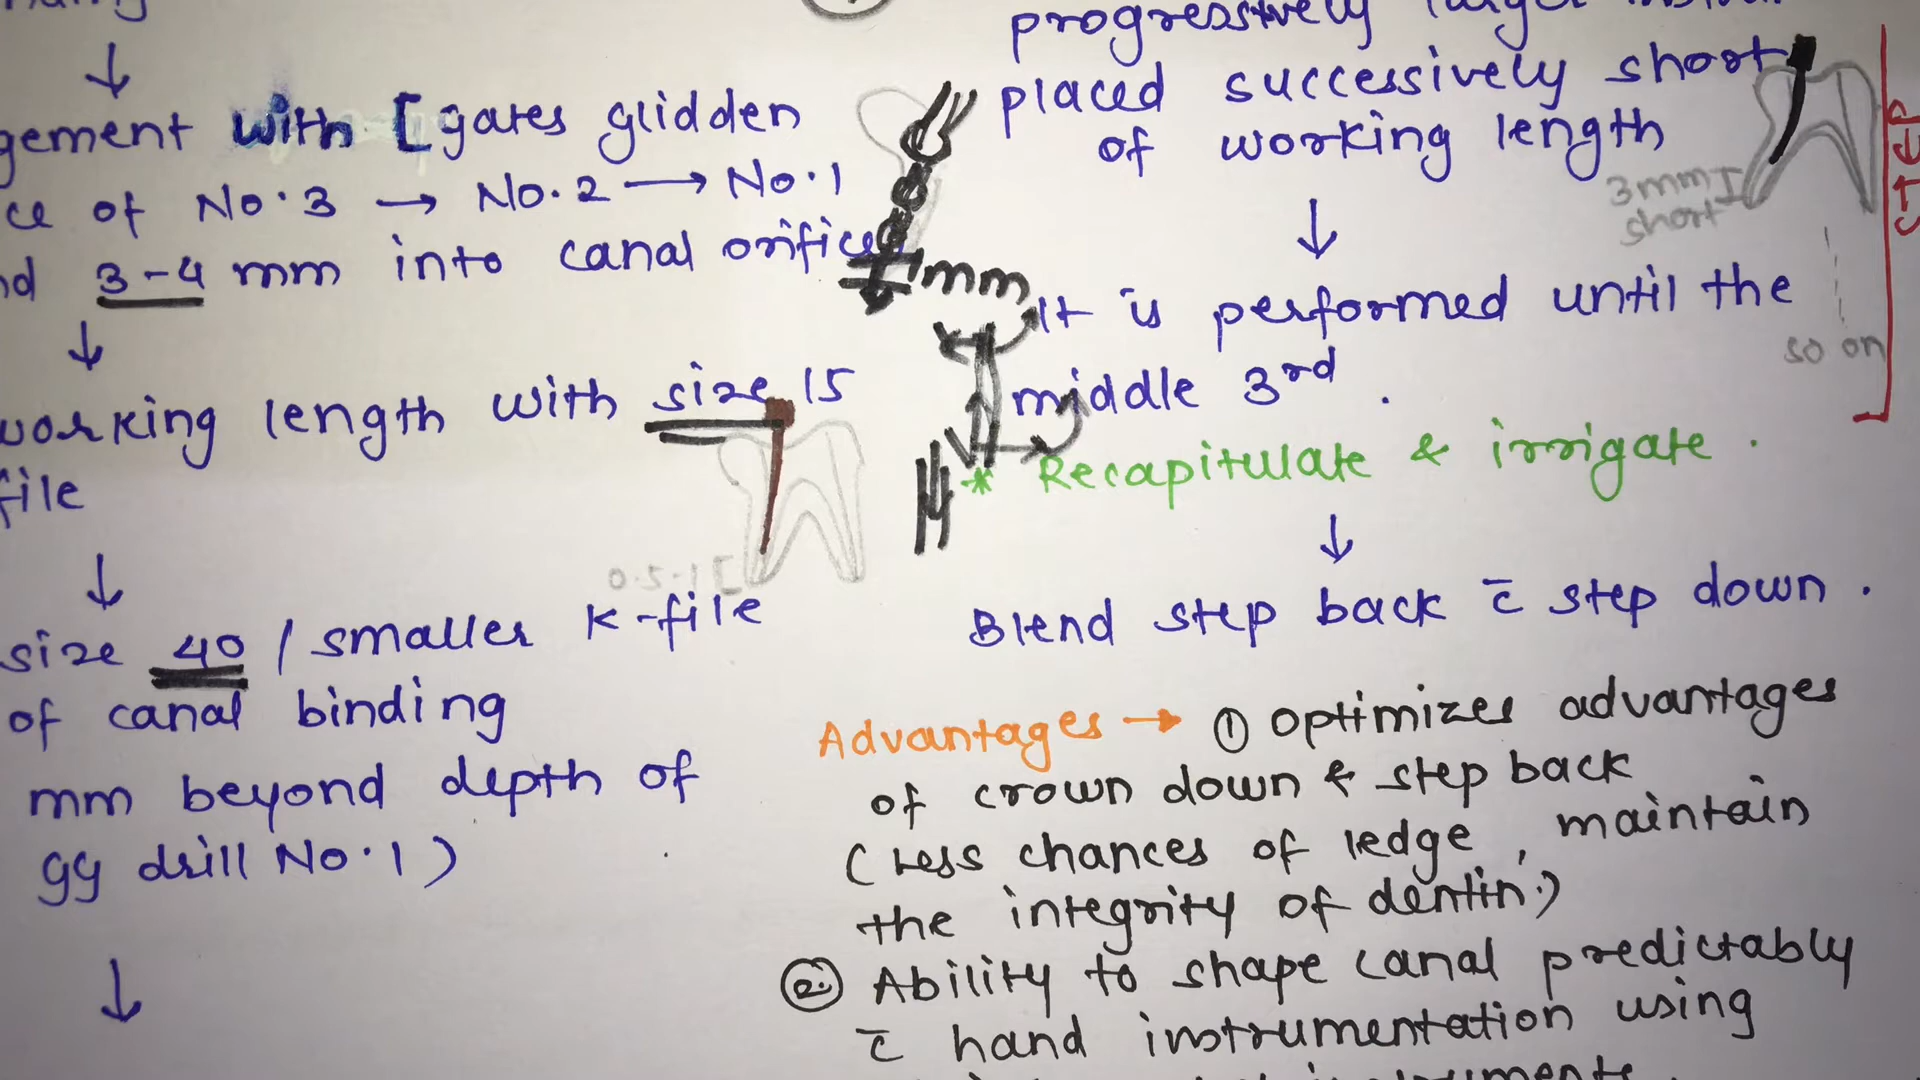 ↓
gement with [gates glidden
ce of No.3 → No.2 → No.1
nd 3-4 mm into canal orifice
↓
working length with size 15
file
0.5-1
↓
size 40 / smaller K-file
of canal binding
mm beyond depth of
gg drill No.1)
↓
progressively
placed successively short
of working length
3mm
short
↓
1mm
It is performed until the
so on
middle 3rd.
* Recapitulate & irrigate.
↓
Blend step back c̄ step down.
Advantages → ① Optimizes advantages
of crown down & step back
(Less chances of ledge, maintain
the integrity of dentin.)
② Ability to shape canal predictably
c̄ hand instrumentation using